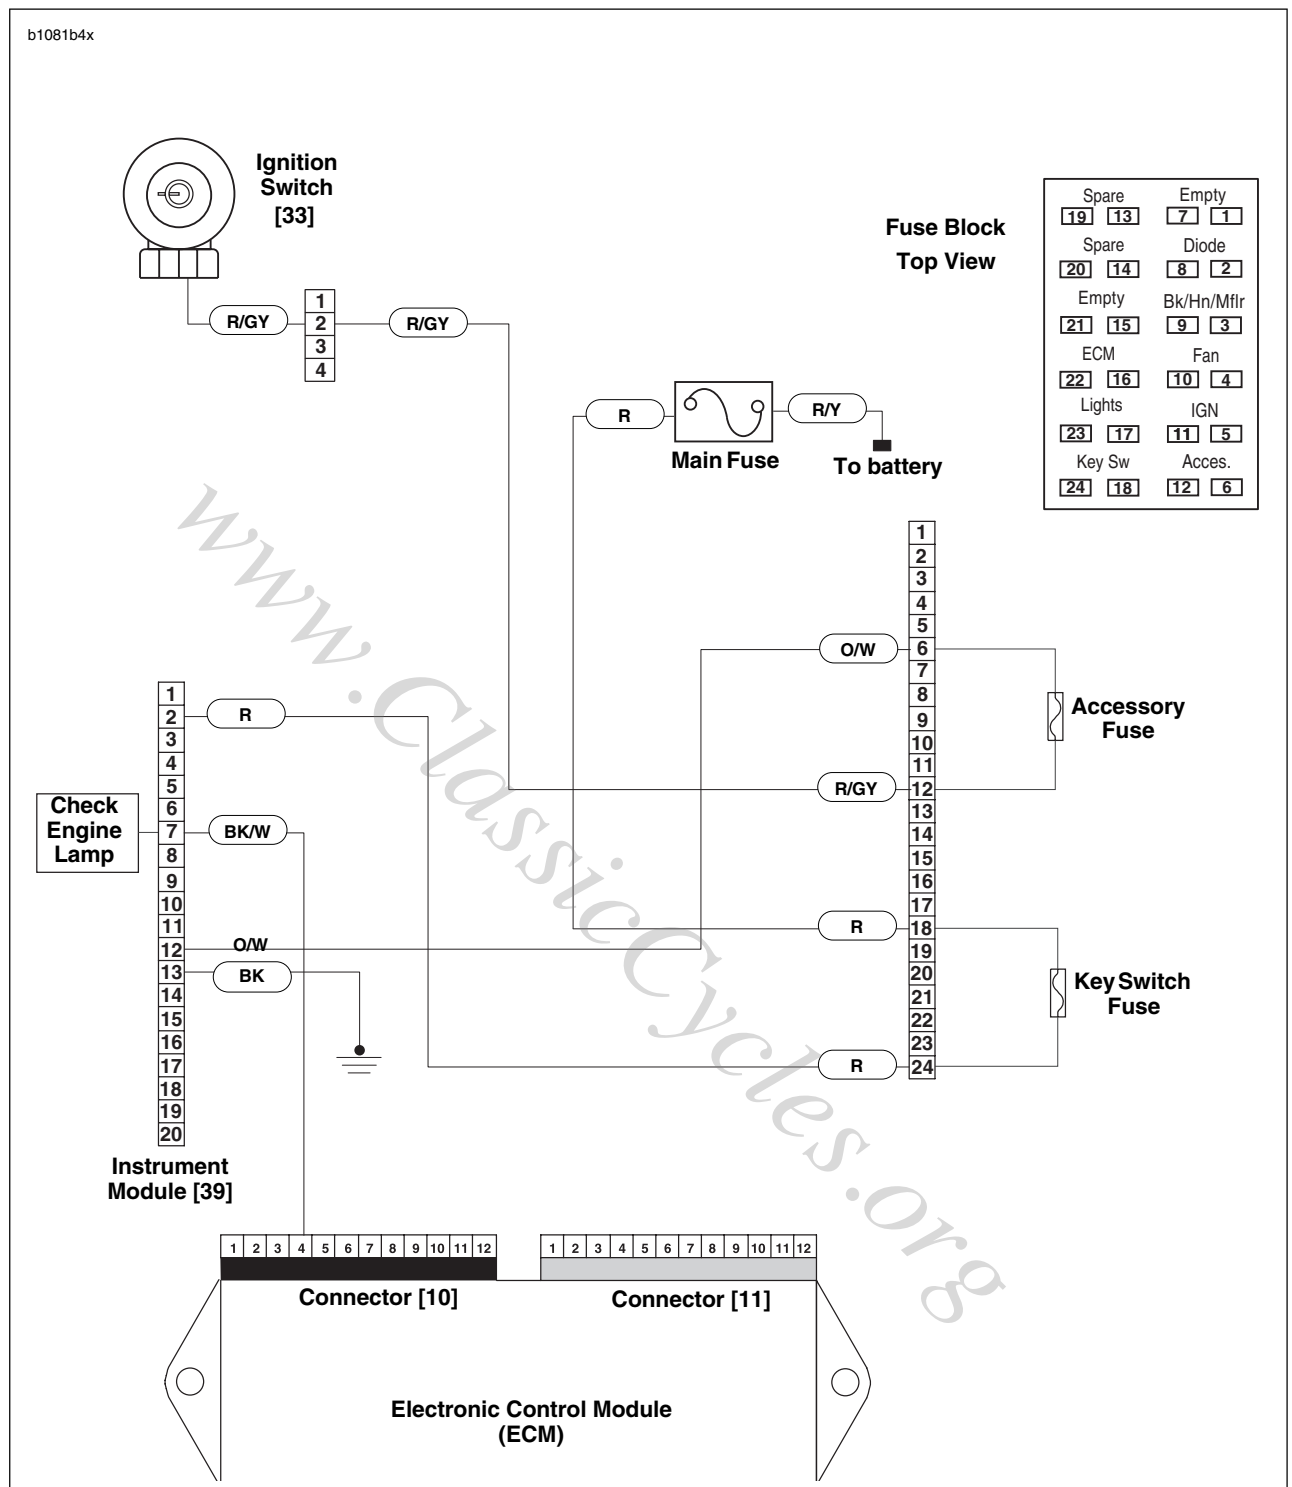 b1081b4x
Ignition
Switch
[33]
R/GY
1
2
3
4
R/GY
Fuse Block
Top View
Spare Empty
19 13 7 1
Spare Diode
20 14 8 2
Empty Bk/Hn/Mflr
21 15 9 3
ECM Fan
22 16 10 4
Lights IGN
23 17 11 5
Key Sw Acces.
24 18 12 6
R
R/Y
Main Fuse
To battery
1
2
3
4
5
6
7
8
9
10
11
12
13
14
15
16
17
18
19
20
21
22
23
24
O/W
R/GY
R
R
Accessory
Fuse
Key Switch
Fuse
1
2
3
4
5
6
7
8
9
10
11
12
13
14
15
16
17
18
19
20
R
Check
Engine
Lamp
BK/W
O/W
BK
Instrument
Module [39]
www.ClassicCycles.org
1 2 3 4 5 6 7 8 9 10 11 12
1 2 3 4 5 6 7 8 9 10 11 12
Connector [10]
Connector [11]
Electronic Control Module
(ECM)